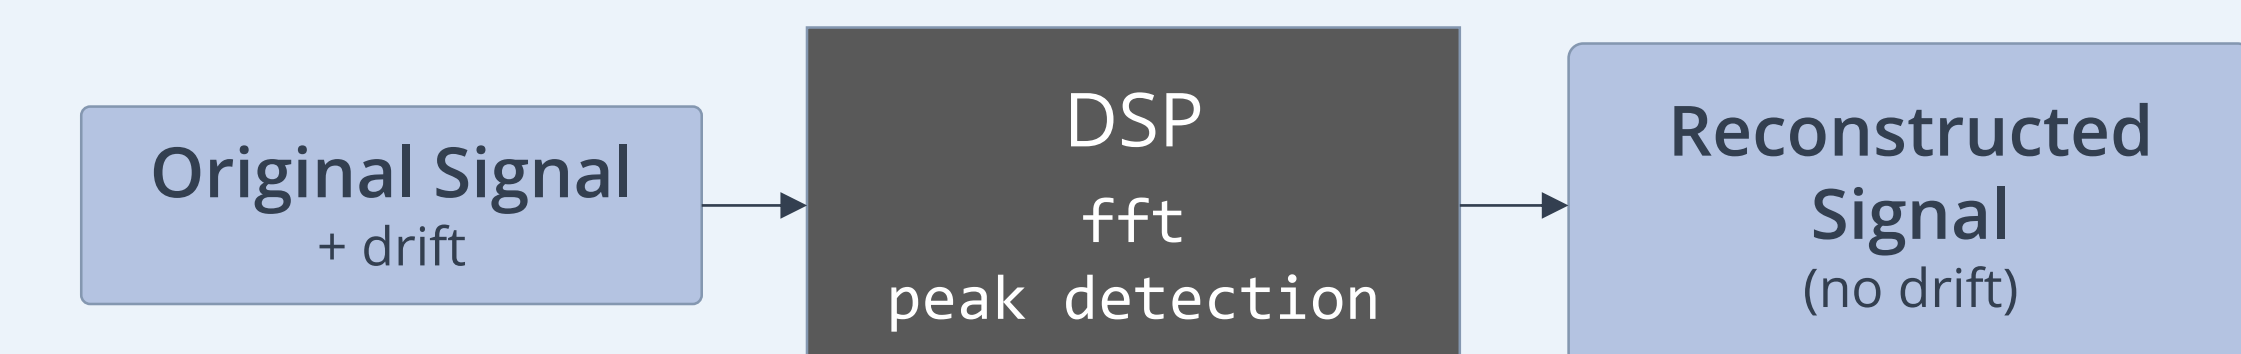 Original Signal
+ drift
DSP
fft
peak detection
Reconstructed
Signal
(no drift)